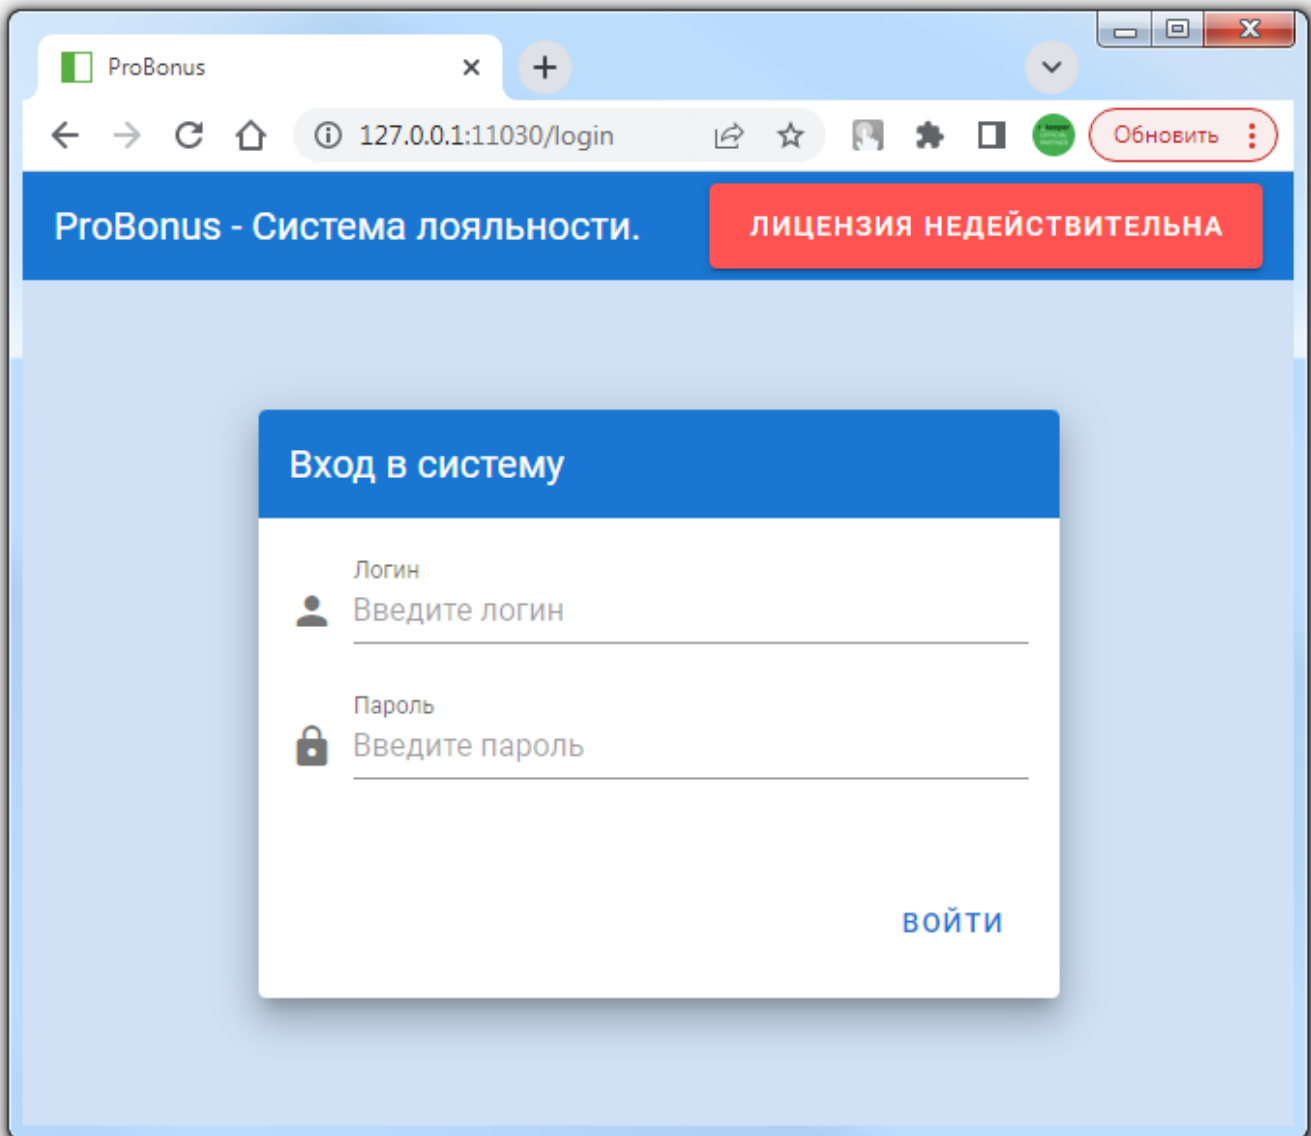 ProBonus
127.0.0.1:11030/login
Обновить
ProBonus - Система лояльности.
ЛИЦЕНЗИЯ НЕДЕЙСТВИТЕЛЬНА
Вход в систему
Логин
Введите логин
Пароль
Введите пароль
ВОЙТИ